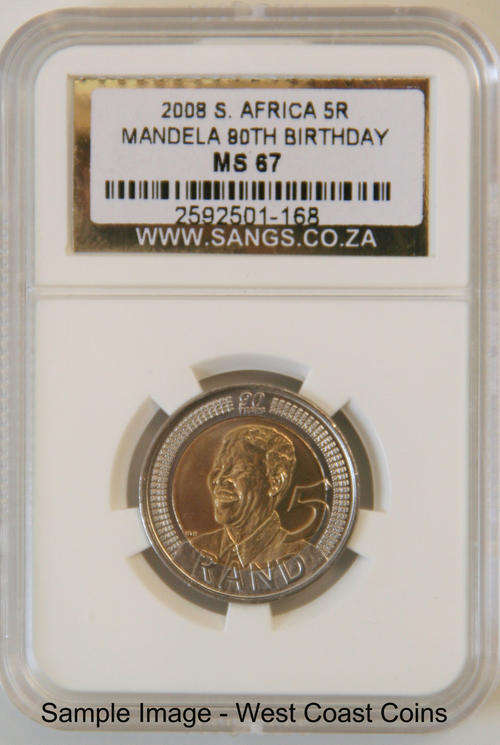 2008 S. AFRICA 5R
MANDELA 90TH BIRTHDAY
MS 67
2592501-168
WWW.SANGS.CO.ZA
90
5
RAND
Sample Image - West Coast Coins